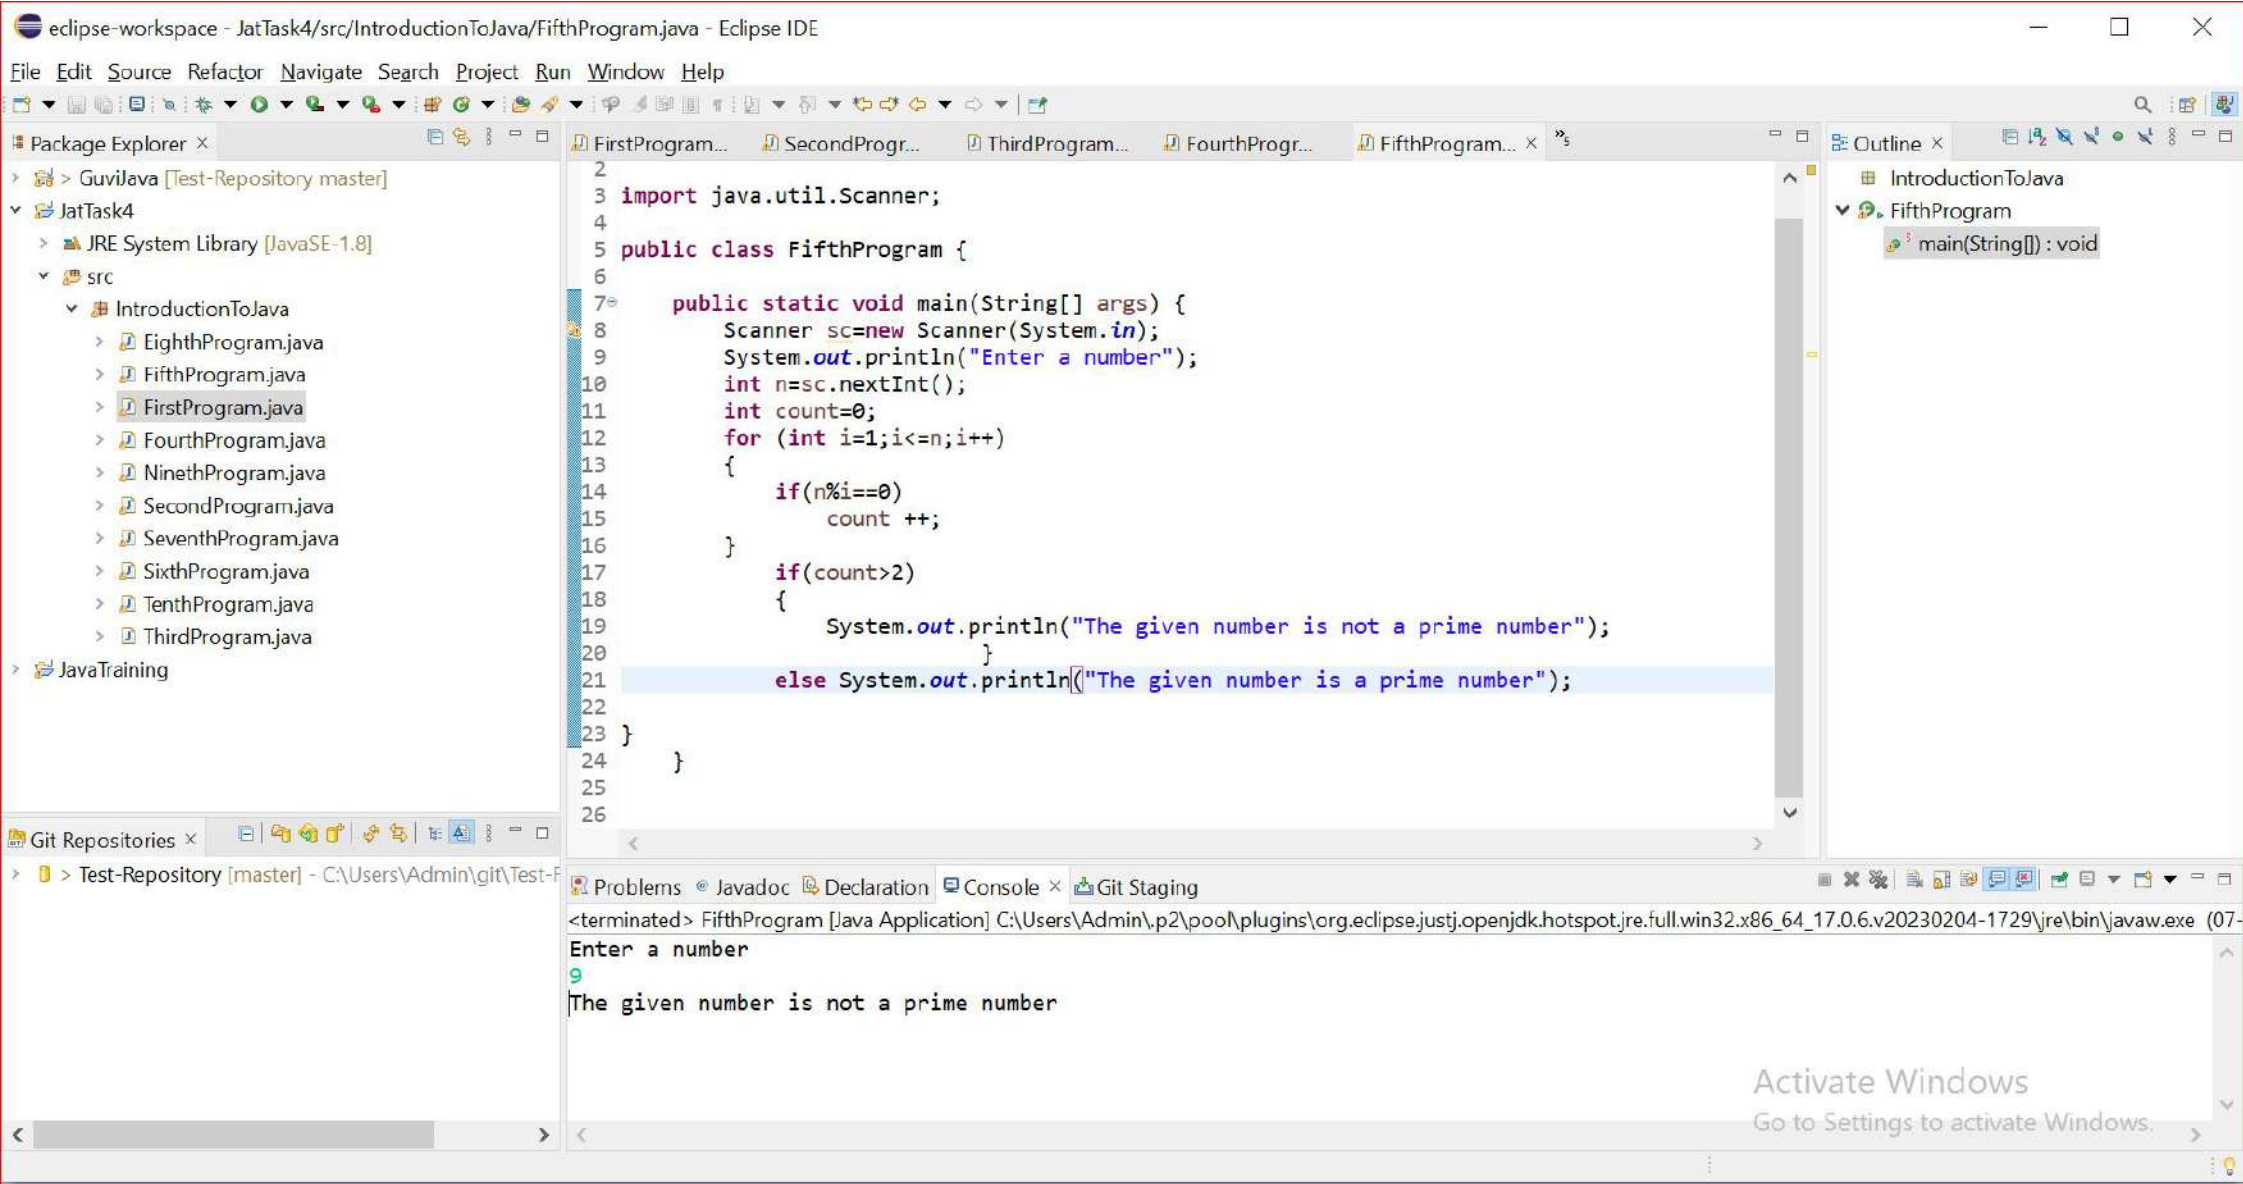 eclipse-workspace - JatTask4/src/IntroductionToJava/FifthProgram.java - Eclipse IDE
File Edit Source Refactor Navigate Search Project Run Window Help
Package Explorer
> GuviJava [Test-Repository master]
JatTask4
JRE System Library [JavaSE-1.8]
src
IntroductionToJava
EighthProgram.java
FifthProgram.java
FirstProgram.java
FourthProgram.java
NinethProgram.java
SecondProgram.java
SeventhProgram.java
SixthProgram.java
TenthProgram.java
ThirdProgram.java
JavaTraining
Git Repositories
> Test-Repository [master] - C:\Users\Admin\git\Test-F
FirstProgram... SecondProgr... ThirdProgram... FourthProgr... FifthProgram... »5
2
3 import java.util.Scanner;
4
5 public class FifthProgram {
6
7 public static void main(String[] args) {
8 Scanner sc=new Scanner(System.in);
9 System.out.println("Enter a number");
10 int n=sc.nextInt();
11 int count=0;
12 for (int i=1;i<=n;i++)
13 {
14 if(n%i==0)
15 count ++;
16 }
17 if(count>2)
18 {
19 System.out.println("The given number is not a prime number");
20 }
21 else System.out.println("The given number is a prime number");
22
23 }
24 }
25
26
Outline
IntroductionToJava
FifthProgram
main(String[]) : void
Problems @ Javadoc Declaration Console Git Staging
<terminated> FifthProgram [Java Application] C:\Users\Admin\.p2\pool\plugins\org.eclipse.justj.openjdk.hotspot.jre.full.win32.x86_64_17.0.6.v20230204-1729\jre\bin\javaw.exe (07-
Enter a number
9
The given number is not a prime number
Activate Windows
Go to Settings to activate Windows.